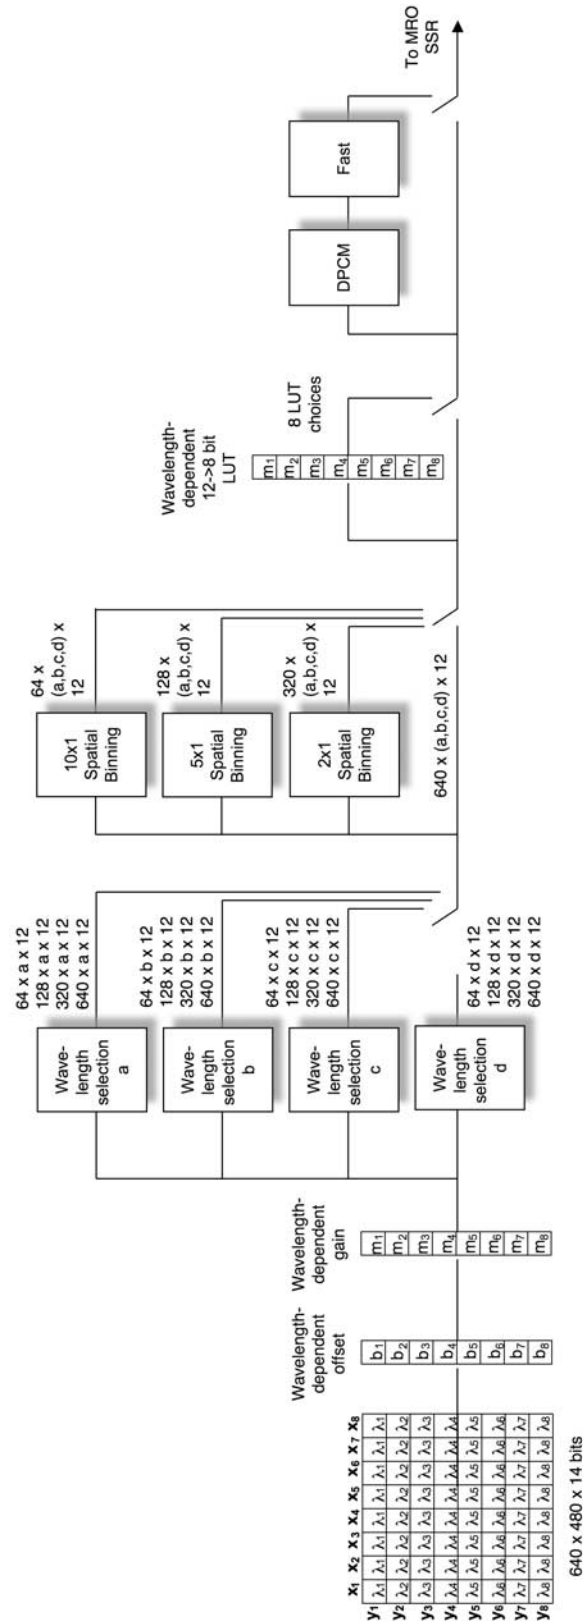 x1 x2 x3 x4 x5 x6 x7 x8
y1 λ1 λ1 λ1 λ1 λ1 λ1 λ1 λ1
y2 λ2 λ2 λ2 λ2 λ2 λ2 λ2 λ2
y3 λ3 λ3 λ3 λ3 λ3 λ3 λ3 λ3
y4 λ4 λ4 λ4 λ4 λ4 λ4 λ4 λ4
y5 λ5 λ5 λ5 λ5 λ5 λ5 λ5 λ5
y6 λ6 λ6 λ6 λ6 λ6 λ6 λ6 λ6
y7 λ7 λ7 λ7 λ7 λ7 λ7 λ7 λ7
y8 λ8 λ8 λ8 λ8 λ8 λ8 λ8 λ8
640 x 480 x 14 bits
Wavelength-
dependent
offset
b1
b2
b3
b4
b5
b6
b7
b8
Wavelength-
dependent
gain
m1
m2
m3
m4
m5
m6
m7
m8
Wave-
length
selection
a
64 x a x 12
128 x a x 12
320 x a x 12
640 x a x 12
Wave-
length
selection
b
64 x b x 12
128 x b x 12
320 x b x 12
640 x b x 12
Wave-
length
selection
c
64 x c x 12
128 x c x 12
320 x c x 12
640 x c x 12
Wave-
length
selection
d
64 x d x 12
128 x d x 12
320 x d x 12
640 x d x 12
10x1
Spatial
Binning
64 x
(a,b,c,d) x
12
5x1
Spatial
Binning
128 x
(a,b,c,d) x
12
2x1
Spatial
Binning
320 x
(a,b,c,d) x
12
640 x (a,b,c,d) x 12
Wavelength-
dependent
12->8 bit
LUT
m1
m2
m3
m4
m5
m6
m7
m8
8 LUT
choices
DPCM
Fast
To MRO
SSR